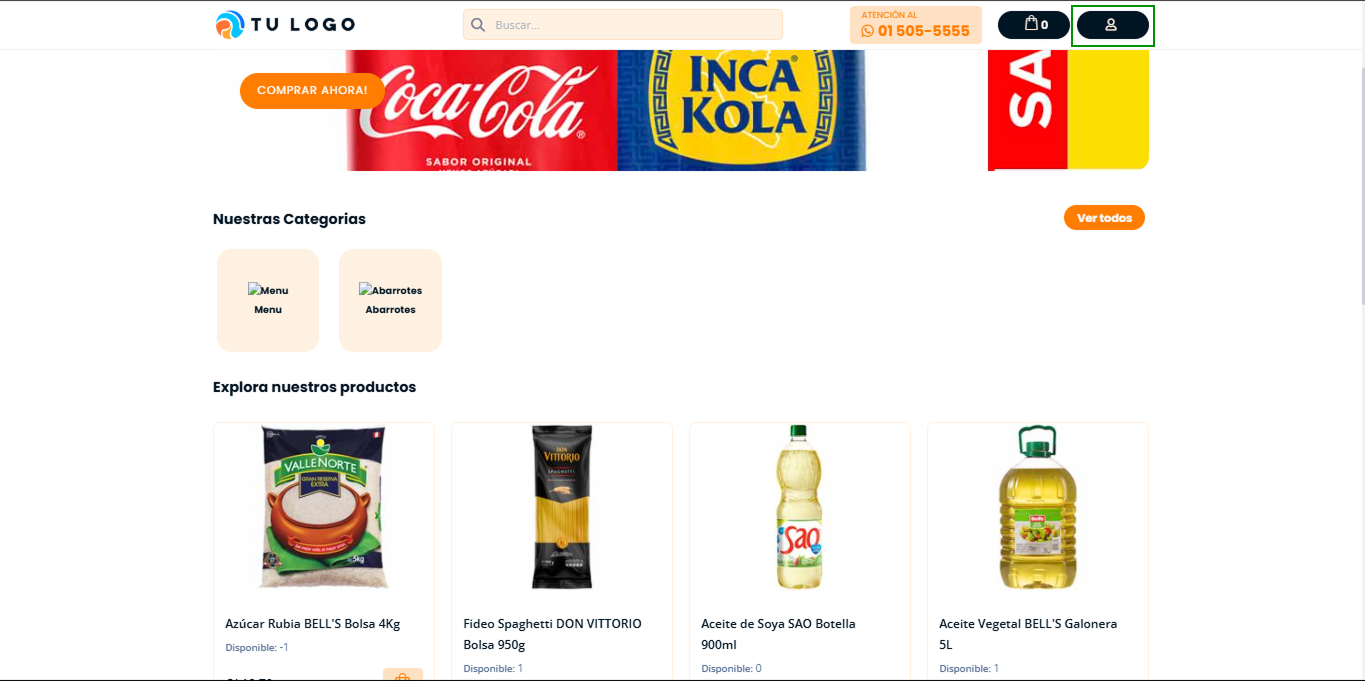 TU LOGO
Buscar...
ATENCIÓN AL
01 505-5555
0
COMPRAR AHORA!
Coca-Cola
®
SABOR ORIGINAL
INCA
KOLA
®
SA
Nuestras Categorias
Ver todos
Menu
Menu
Abarrotes
Abarrotes
Explora nuestros productos
VALLENORTE
GRAN RESERVA
EXTRA
5kg
DON
VITTORIO
SPAGHETTI
Sao
Bell's
Azúcar Rubia BELL'S Bolsa 4Kg
Disponible: -1
Fideo Spaghetti DON VITTORIO
Bolsa 950g
Disponible: 1
Aceite de Soya SAO Botella
900ml
Disponible: 0
Aceite Vegetal BELL'S Galonera
5L
Disponible: 1